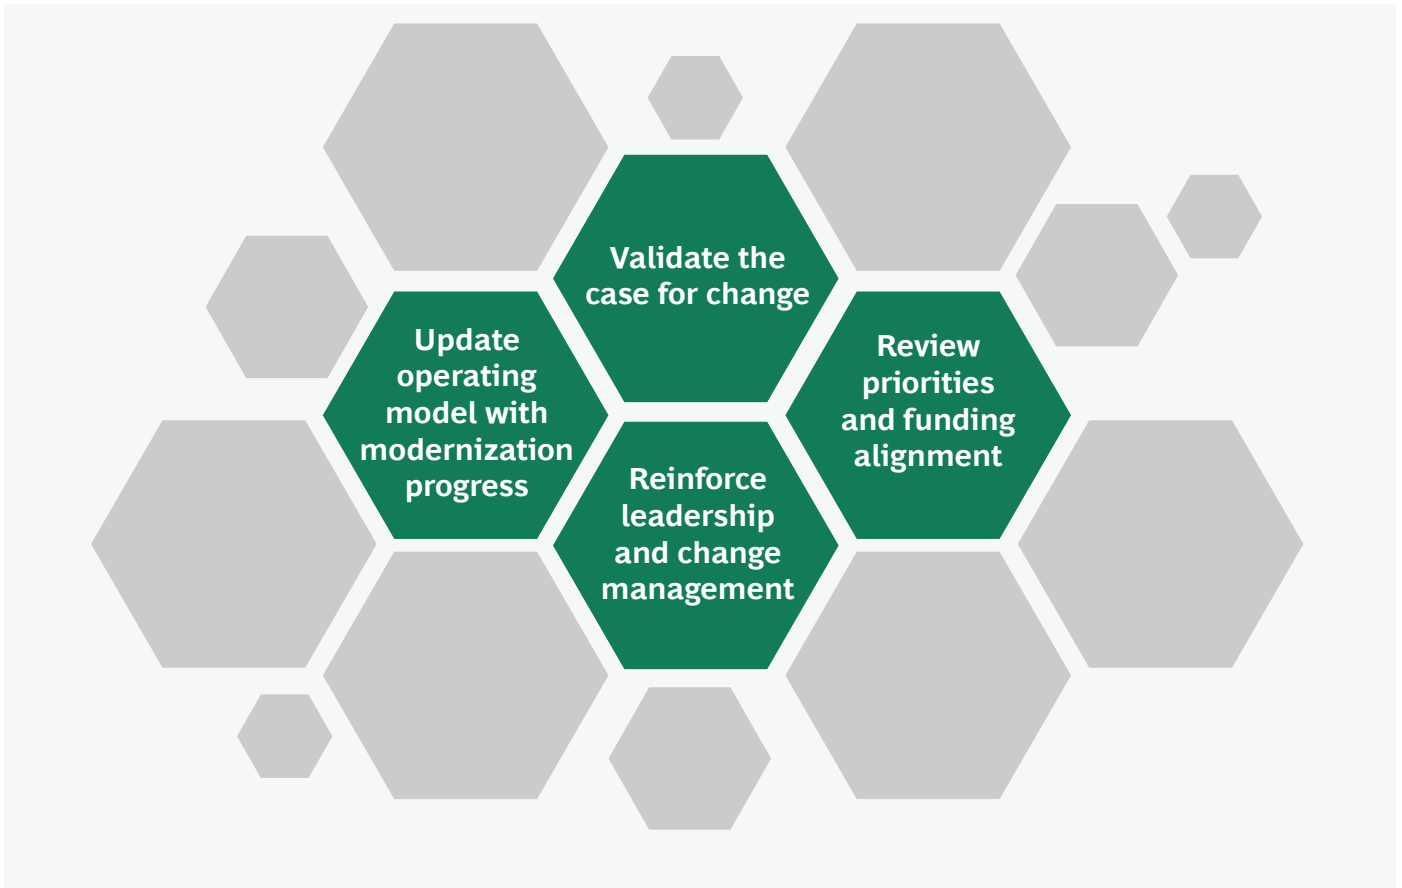 Validate the
case for change
Update
operating
model with
modernization
progress
Review
priorities
and funding
alignment
Reinforce
leadership
and change
management